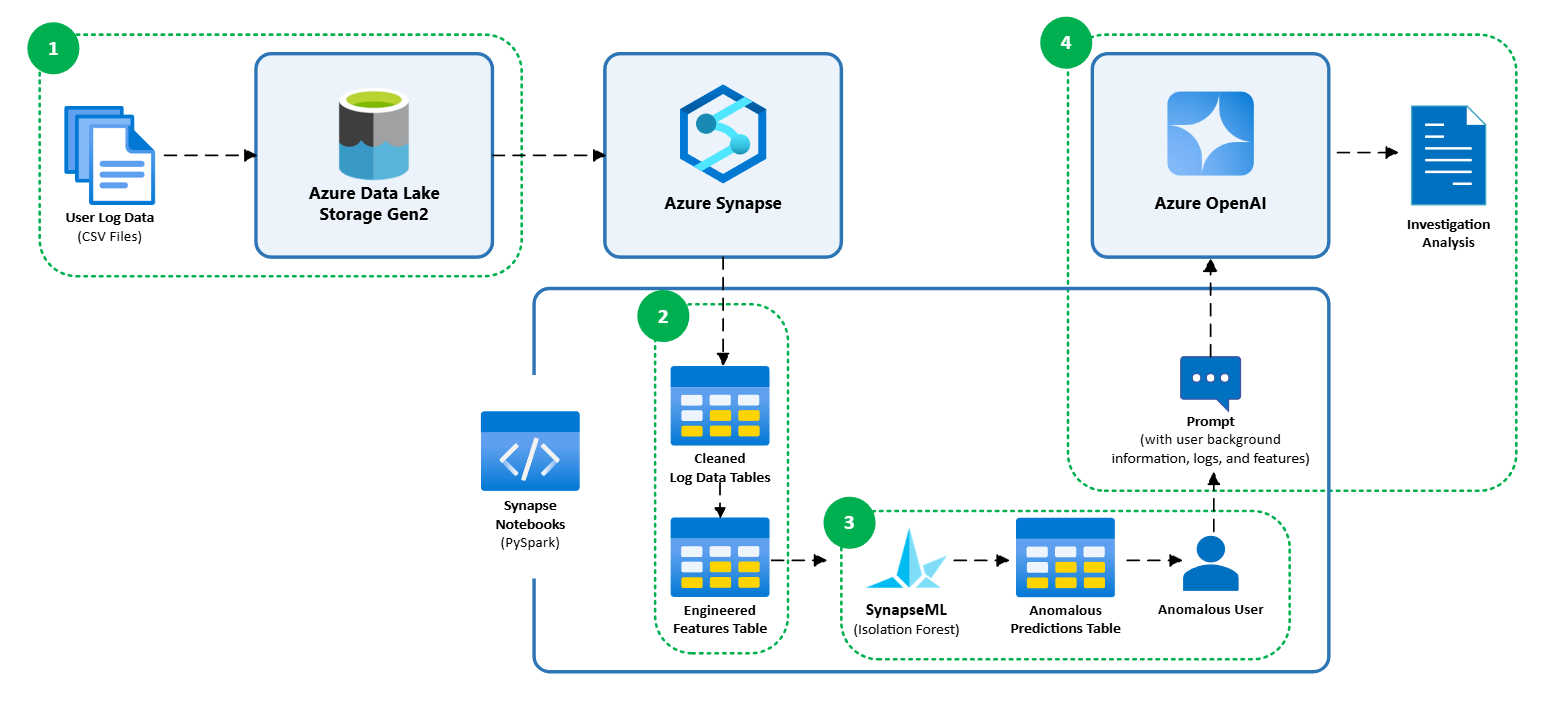 1
User Log Data
(CSV Files)
Azure Data Lake
Storage Gen2
Azure Synapse
4
Azure OpenAI
Investigation
Analysis
2
Cleaned
Log Data Tables
Engineered
Features Table
Synapse
Notebooks
(PySpark)
3
SynapseML
(Isolation Forest)
Anomalous
Predictions Table
Anomalous User
Prompt
(with user background
information, logs, and features)